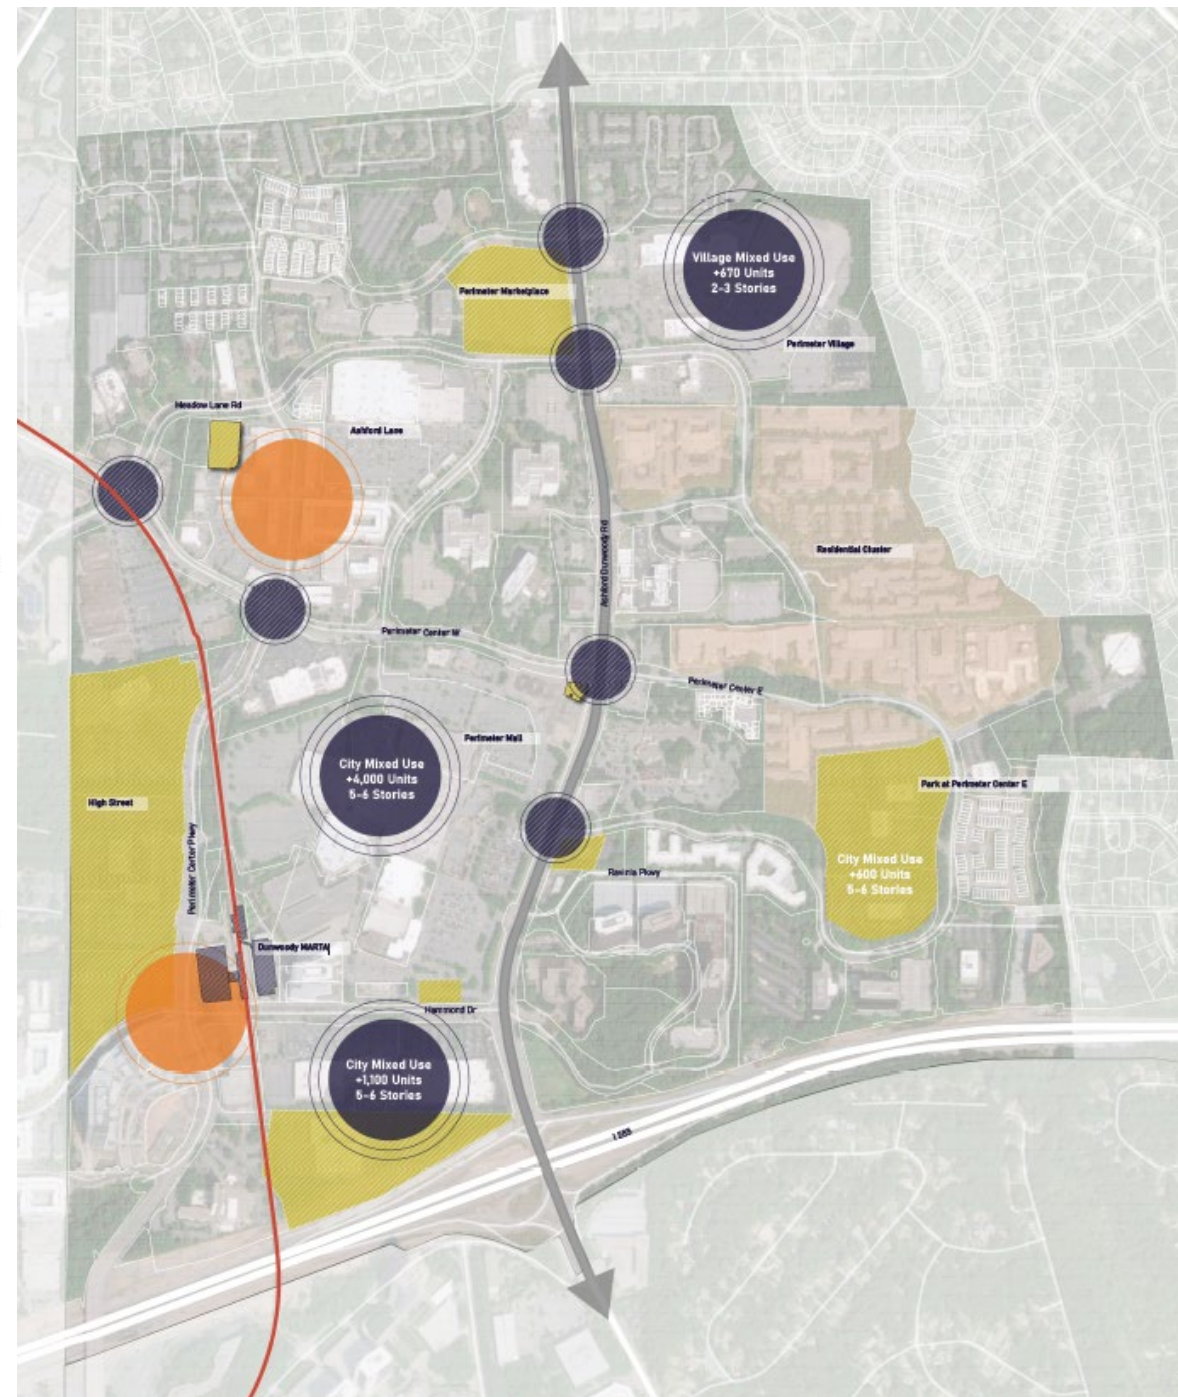 Village Mixed Use
+670 Units
2-3 Stories
Perimeter Marketplace
Perimeter Village
Meadow Lane Rd
Ashford Lane
Ashford Dunwoody Rd
Residential Cluster
Perimeter Center W
Perimeter Center E
Perimeter Mall
City Mixed Use
+4,000 Units
5-6 Stories
Park at Perimeter Center E
High Street
Perimeter Center Pkwy
City Mixed Use
+600 Units
5-6 Stories
Ravinia Pkwy
Dunwoody MARTA
Hammond Dr
City Mixed Use
+1,100 Units
5-6 Stories
I 285